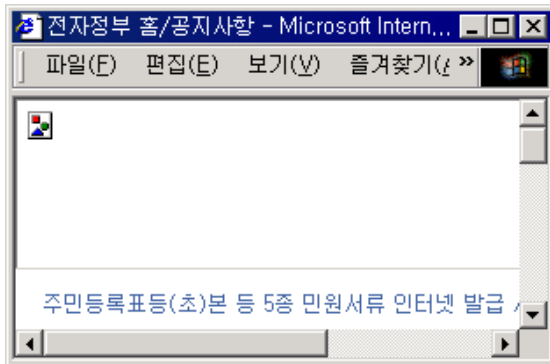 전자정부 홈/공지사항 - Microsoft Intern...
파일(F) 편집(E) 보기(V) 즐겨찾기(
주민등록표등(초)본 등 5종 민원서류 인터넷 발급